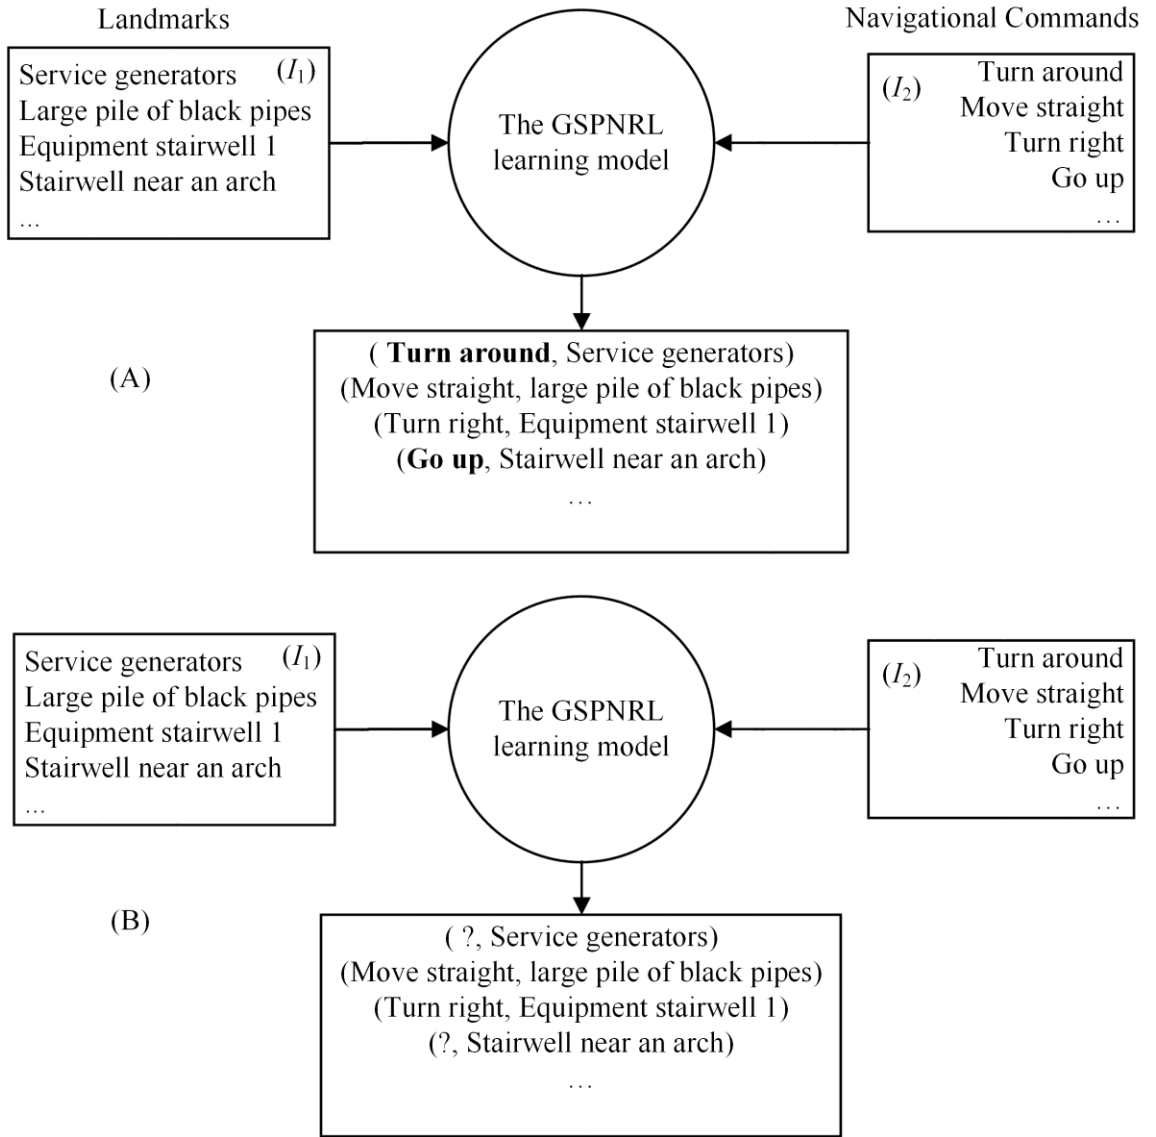 Landmarks
Navigational Commands
Service generators (I1)
Large pile of black pipes
Equipment stairwell 1
Stairwell near an arch
...
The GSPNRL
learning model
(I2)
Turn around
Move straight
Turn right
Go up
...
(A)
( Turn around, Service generators)
(Move straight, large pile of black pipes)
(Turn right, Equipment stairwell 1)
(Go up, Stairwell near an arch)
...
Service generators (I1)
Large pile of black pipes
Equipment stairwell 1
Stairwell near an arch
...
The GSPNRL
learning model
(I2)
Turn around
Move straight
Turn right
Go up
...
(B)
( ?, Service generators)
(Move straight, large pile of black pipes)
(Turn right, Equipment stairwell 1)
(?, Stairwell near an arch)
...